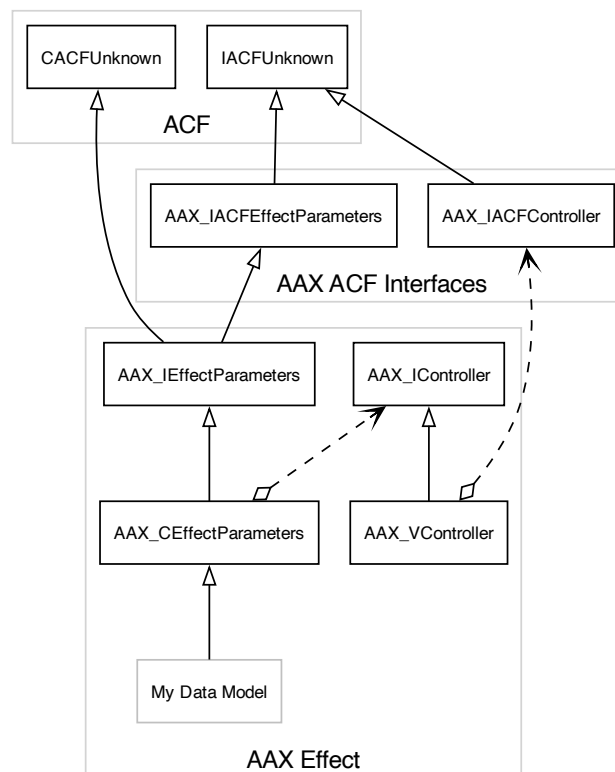 CACFUnknown
IACFUnknown
ACF
AAX_IACFEffectParameters
AAX_IACFController
AAX ACF Interfaces
AAX_IEffectParameters
AAX_IController
AAX_CEffectParameters
AAX_VController
My Data Model
AAX Effect